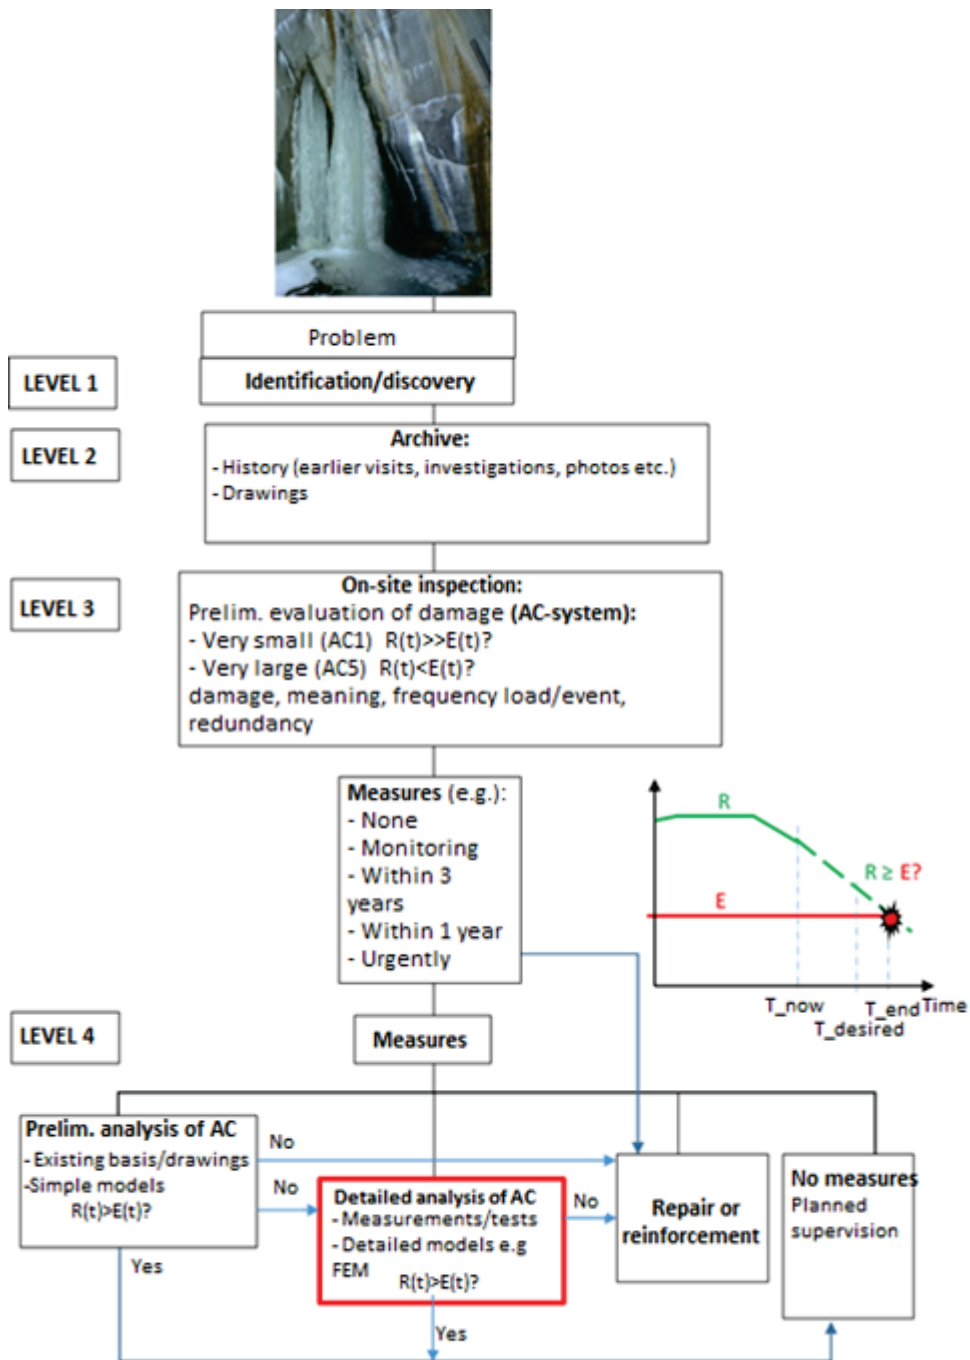 Problem
LEVEL 1
Identification/discovery
LEVEL 2
Archive:
- History (earlier visits, investigations, photos etc.)
- Drawings
LEVEL 3
On-site inspection:
Prelim. evaluation of damage (AC-system):
- Very small (AC1) R(t)>>E(t)?
- Very large (AC5) R(t)<E(t)?
damage, meaning, frequency load/event,
redundancy
Measures (e.g.):
- None
- Monitoring
- Within 3
years
- Within 1 year
- Urgently
R
R ≥ E?
E
T_now
T_end
Time
T_desired
LEVEL 4
Measures
Prelim. analysis of AC
- Existing basis/drawings
-Simple models
R(t)>E(t)?
No
No
Yes
Detailed analysis of AC
- Measurements/tests
- Detailed models e.g
FEM
R(t)>E(t)?
No
Yes
Repair or
reinforcement
No measures
Planned
supervision